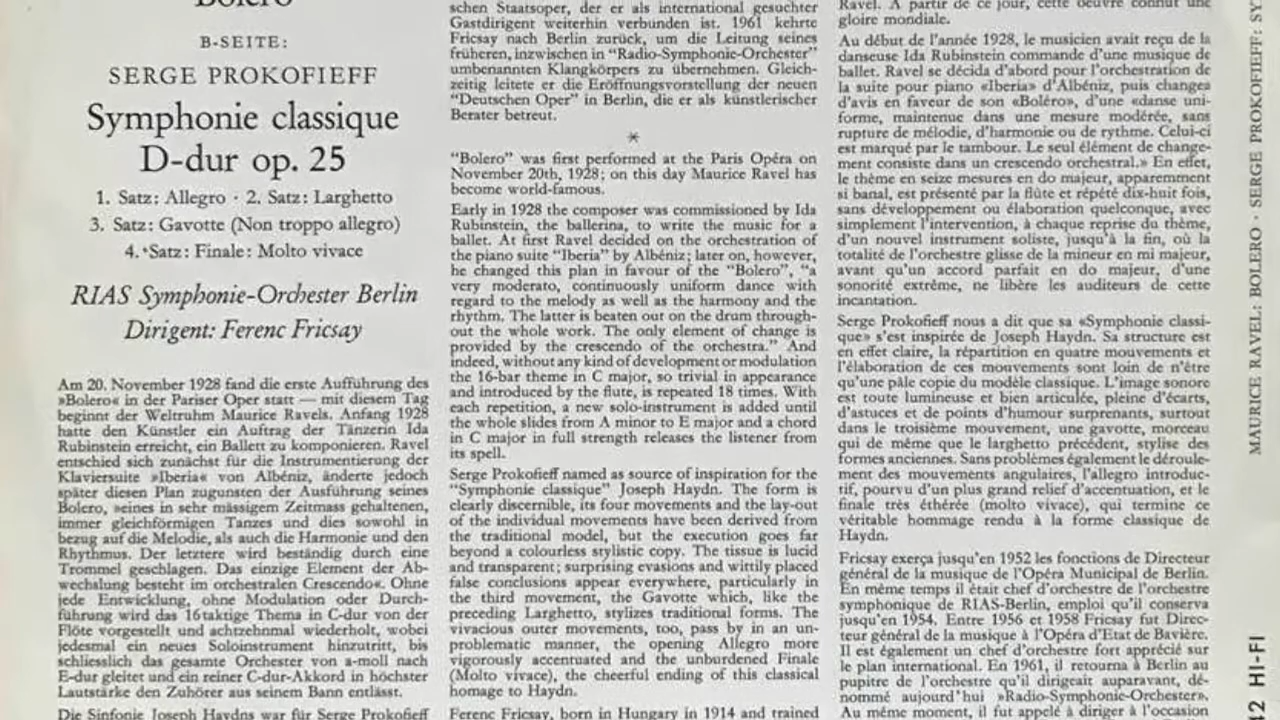 Bolero
B-SEITE:
SERGE PROKOFIEFF
Symphonie classique
D-dur op. 25
1. Satz: Allegro · 2. Satz: Larghetto
3. Satz: Gavotte (Non troppo allegro)
4. Satz: Finale: Molto vivace
RIAS Symphonie-Orchester Berlin
Dirigent: Ferenc Fricsay
Am 20. November 1928 fand die erste Aufführung des
»Bolero« in der Pariser Oper statt — mit diesem Tag
beginnt der Weltruhm Maurice Ravels. Anfang 1928
hatte den Künstler ein Auftrag der Tänzerin Ida
Rubinstein erreicht, ein Ballett zu komponieren. Ravel
entschied sich zunächst für die Instrumentierung der
Klaviersuite »Iberia« von Albéniz, änderte jedoch
später diesen Plan zugunsten der Ausführung seines
Bolero, »eines in sehr mässigem Zeitmass gehaltenen,
immer gleichförmigen Tanzes und dies sowohl in
bezug auf die Melodie, als auch die Harmonie und den
Rhythmus. Der letztere wird beständig durch eine
Trommel geschlagen. Das einzige Element der Ab-
wechslung besteht im orchestralen Crescendo«. Ohne
jede Entwicklung, ohne Modulation oder Durch-
führung wird das 16taktige Thema in C-dur von der
Flöte vorgestellt und achtzehnmal wiederholt, wobei
jedesmal ein neues Soloinstrument hinzutritt, bis
schliesslich das gesamte Orchester von a-moll nach
E-dur gleitet und ein reiner C-dur-Akkord in höchster
Lautstärke den Zuhörer aus seinem Bann entlässt.
Die Sinfonie Joseph Haydns war für Serge Prokofieff
schen Staatsoper, der er als international gesuchter
Gastdirigent weiterhin verbunden ist. 1961 kehrte
Fricsay nach Berlin zurück, um die Leitung seines
früheren, inzwischen in "Radio-Symphonie-Orchester"
umbenannten Klangkörpers zu übernehmen. Gleich-
zeitig leitete er die Eröffnungsvorstellung der neuen
"Deutschen Oper" in Berlin, die er als künstlerischer
Berater betreut.
*
"Bolero" was first performed at the Paris Opéra on
November 20th, 1928; on this day Maurice Ravel has
become world-famous.
Early in 1928 the composer was commissioned by Ida
Rubinstein, the ballerina, to write the music for a
ballet. At first Ravel decided on the orchestration of
the piano suite "Iberia" by Albéniz; later on, however,
he changed this plan in favour of the "Bolero", "a
very moderato, continuously uniform dance with
regard to the melody as well as the harmony and the
rhythm. The latter is beaten out on the drum through-
out the whole work. The only element of change is
provided by the crescendo of the orchestra." And
indeed, without any kind of development or modulation
the 16-bar theme in C major, so trivial in appearance
and introduced by the flute, is repeated 18 times. With
each repetition, a new solo-instrument is added until
the whole slides from A minor to E major and a chord
in C major in full strength releases the listener from
its spell.
Serge Prokofieff named as source of inspiration for the
"Symphonie classique" Joseph Haydn. The form is
clearly discernible, its four movements and the lay-out
of the individual movements have been derived from
the traditional model, but the execution goes far
beyond a colourless stylistic copy. The tissue is lucid
and transparent; surprising evasions and wittily placed
false conclusions appear everywhere, particularly in
the third movement, the Gavotte which, like the
preceding Larghetto, stylizes traditional forms. The
vivacious outer movements, too, pass by in an un-
problematic manner, the opening Allegro more
vigorously accentuated and the unburdened Finale
(Molto vivace), the cheerful ending of this classical
homage to Haydn.
Ferenc Fricsay, born in Hungary in 1914 and trained
Ravel. A partir de ce jour, cette oeuvre connut une
gloire mondiale.
Au début de l'année 1928, le musicien avait reçu de la
danseuse Ida Rubinstein commande d'une musique de
ballet. Ravel se décida d'abord pour l'orchestration de
la suite pour piano «Iberia» d'Albéniz, puis changea
d'avis en faveur de son «Boléro», d'une «danse uni-
forme, maintenue dans une mesure modérée, sans
rupture de mélodie, d'harmonie ou de rythme. Celui-ci
est marqué par le tambour. Le seul élément de change-
ment consiste dans un crescendo orchestral.» En effet,
le thème en seize mesures en do majeur, apparemment
si banal, est présenté par la flûte et répété dix-huit fois,
sans développement ou élaboration quelconque, avec
simplement l'intervention, à chaque reprise du thème,
d'un nouvel instrument soliste, jusqu'à la fin, où la
totalité de l'orchestre glisse de la mineur en mi majeur,
avant qu'un accord parfait en do majeur, d'une
sonorité extrême, ne libère les auditeurs de cette
incantation.
Serge Prokofieff nous a dit que sa «Symphonie classi-
que» s'est inspirée de Joseph Haydn. Sa structure est
en effet claire, la répartition en quatre mouvements et
l'élaboration de ces mouvements sont loin de n'être
qu'une pâle copie du modèle classique. L'image sonore
est toute lumineuse et bien articulée, pleine d'écarts,
d'astuces et de points d'humour surprenants, surtout
dans le troisième mouvement, une gavotte, morceau
qui de même que le larghetto précédent, stylise des
formes anciennes. Sans problèmes également le déroule-
ment des mouvements angulaires, l'allegro introduc-
tif, pourvu d'un plus grand relief d'accentuation, et le
finale très éthérée (molto vivace), qui termine ce
véritable hommage rendu à la forme classique de
Haydn.
Fricsay exerça jusqu'en 1952 les fonctions de Directeur
général de la musique de l'Opéra Municipal de Berlin.
En même temps il était chef d'orchestre de l'orchestre
symphonique de RIAS-Berlin, emploi qu'il conserva
jusqu'en 1954. Entre 1956 et 1958 Fricsay fut Direc-
teur général de la musique à l'Opéra d'Etat de Bavière.
Il est également un chef d'orchestre fort apprécié sur
le plan international. En 1961, il retourna à Berlin au
pupitre de l'orchestre qu'il dirigeait auparavant, dé-
nommé aujourd'hui »Radio-Symphonie-Orchester«.
Au même moment, il fut appelé à diriger à l'occasion
MAURICE RAVEL: BOLERO · SERGE PROKOFIEFF: SY
42 HI-FI